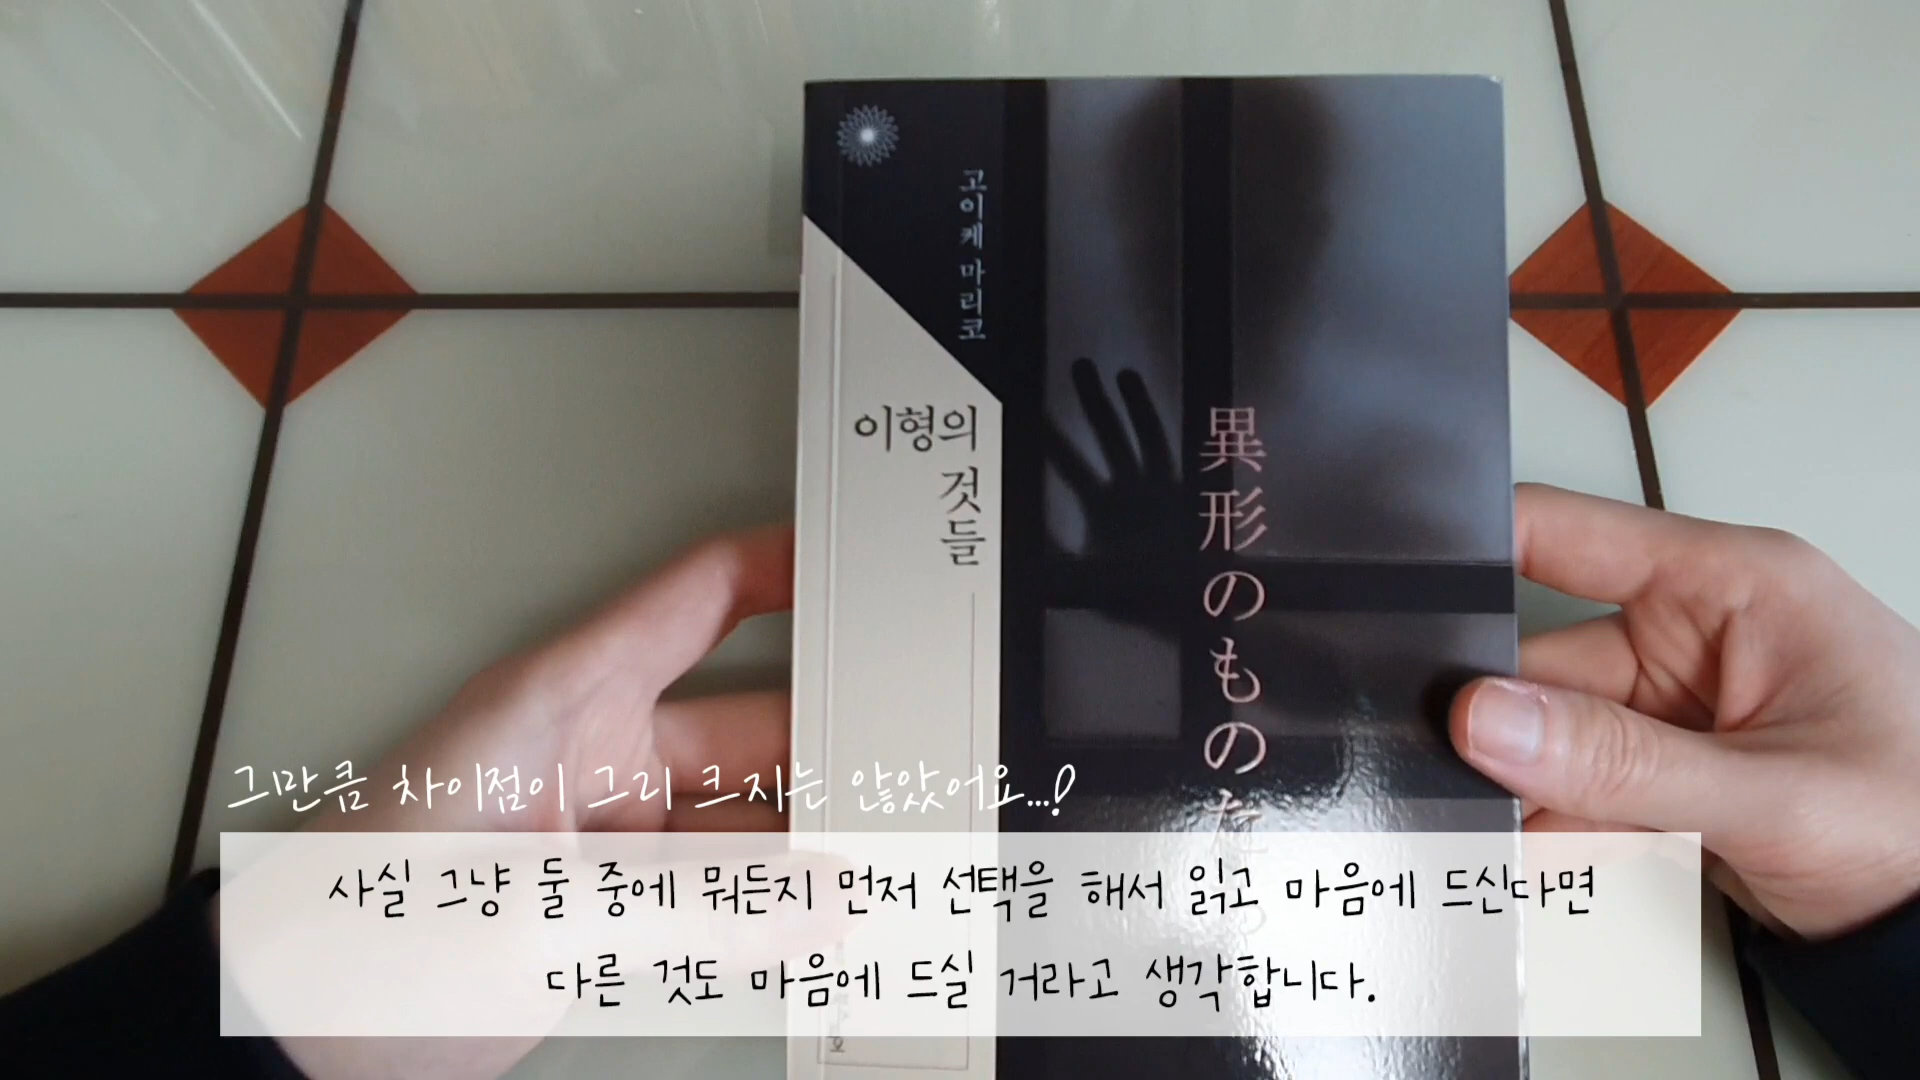 고이케 마리코
이형의
것
들
異形のものた
그만큼 차이점이 그리 크지는 않았어요...!
사실 그냥 둘 중에 뭐든지 먼저 선택을 해서 읽고 마음에 드신다면
다른 것도 마음에 드실 거라고 생각합니다.